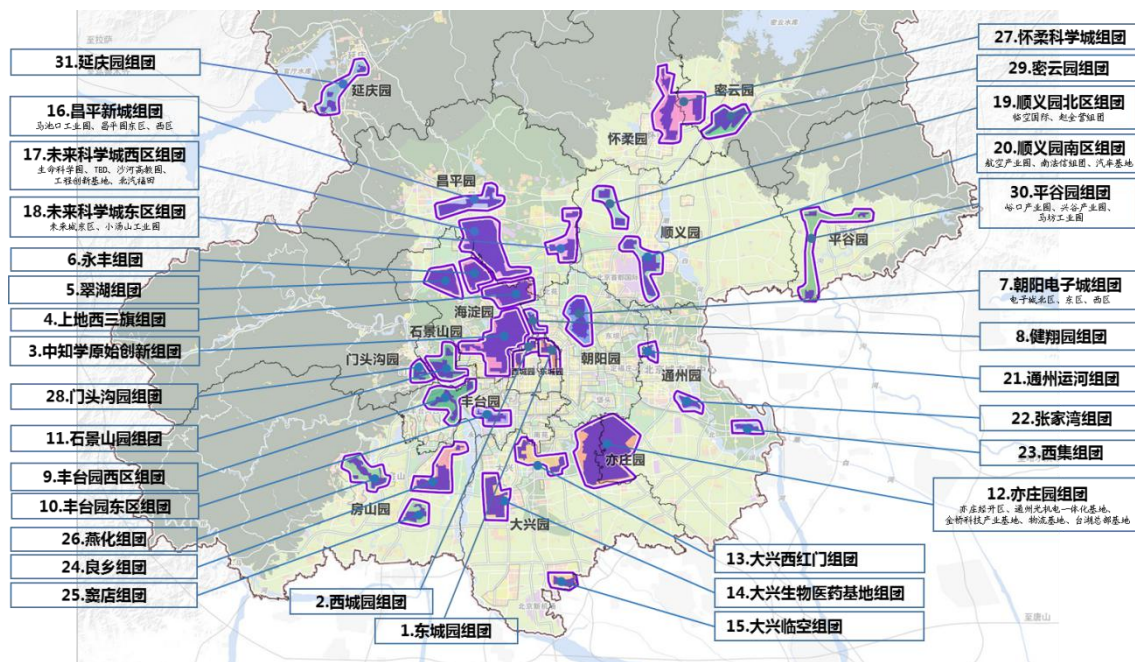 至拉萨
31.延庆园组团
16.昌平新城组团
马池口工业园、昌平园东区、西区
17.未来科学城西区组团
生命科学园、TBD、沙河高教园、
工程创新基地、北汽福田
18.未来科学城东区组团
未来城东区、小汤山工业园
6.永丰组团
5.翠湖组团
4.上地西三旗组团
3.中知学原始创新组团
28.门头沟园组团
11.石景山园组团
9.丰台园西区组团
10.丰台园东区组团
26.燕化组团
24.良乡组团
25.窦店组团
2.西城园组团
1.东城园组团
延庆园
密云园
怀柔园
昌平园
顺义园
平谷园
海淀园
石景山园
门头沟园
朝阳园
西城园
东城园
通州园
丰台园
亦庄园
房山园
大兴园
27.怀柔科学城组团
29.密云园组团
19.顺义园北区组团
临空国际、赵全营组团
20.顺义园南区组团
航空产业园、南法信组团、汽车基地
30.平谷园组团
峪口产业园、兴谷产业园、
马坊工业园
7.朝阳电子城组团
电子城北区、东区、西区
8.健翔园组团
21.通州运河组团
22.张家湾组团
23.西集组团
12.亦庄园组团
亦庄经开区、通州光机电一体化基地、
金桥科技产业基地、物流基地、台湖总部基地
13.大兴西红门组团
14.大兴生物医药基地组团
15.大兴临空组团
至唐山